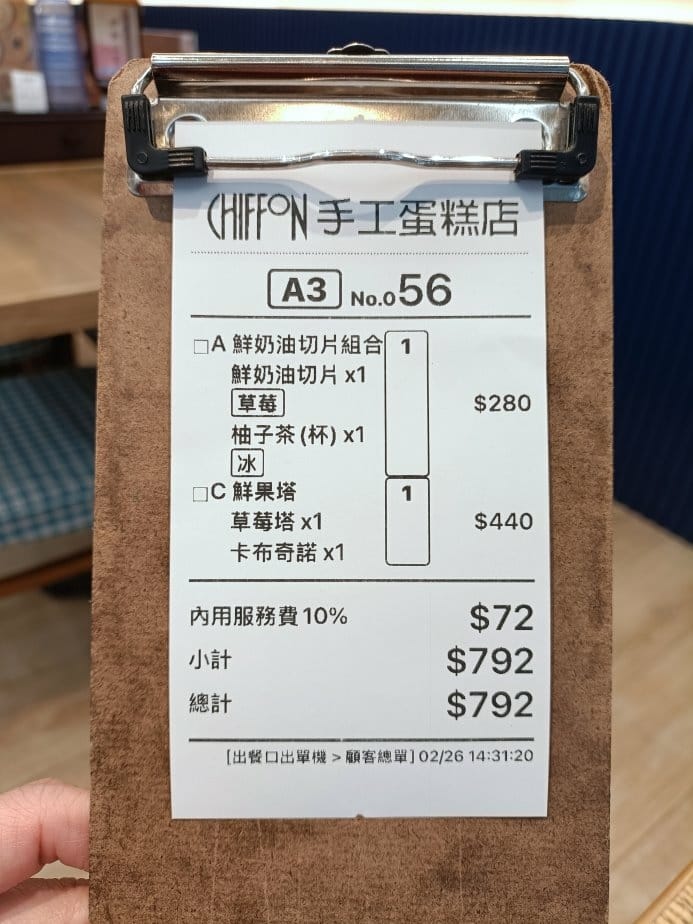 CHIFFON 手工蛋糕店
A3 No.056
□A 鮮奶油切片組合 1
鮮奶油切片 x1
草莓 $280
柚子茶 (杯) x1
冰
□C 鮮果塔 1
草莓塔 x1 $440
卡布奇諾 x1
內用服務費 10% $72
小計 $792
總計 $792
[出餐口出單機 > 顧客總單] 02/26 14:31:20